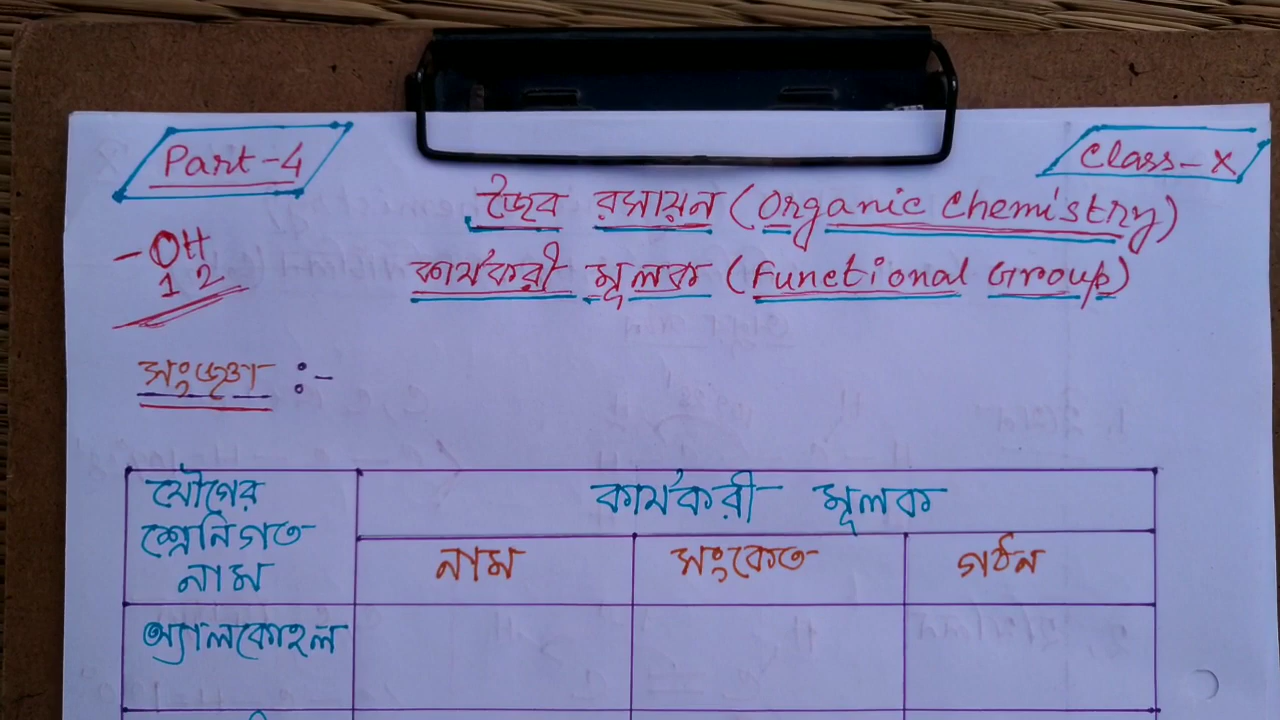 Part-4
Class-X
জৈব রসায়ন (Organic Chemistry)
-OH
1 2
কার্যকরী মূলক (Functional Group)
সংজ্ঞা :-
যৌগের
শ্রেনিগত
নাম
কার্যকরী মূলক
নাম সংকেত গঠন
অ্যালকোহল